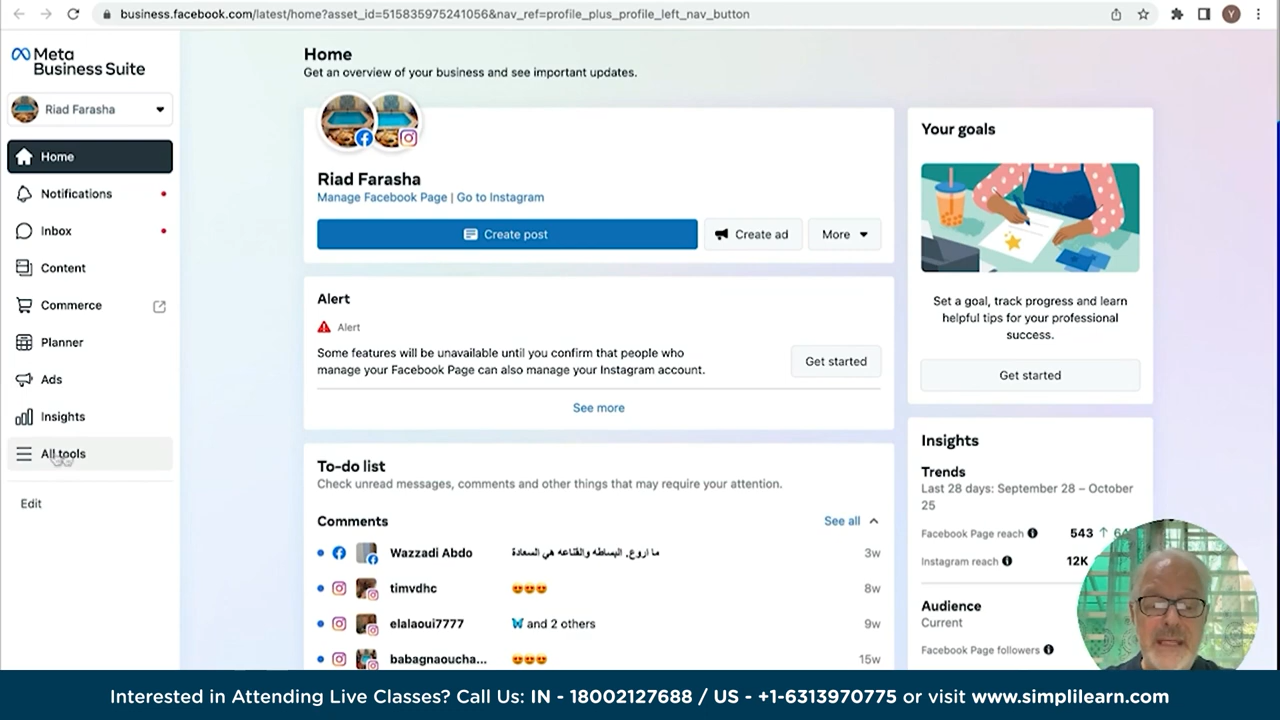 business.facebook.com/latest/home?asset_id=515835975241056&nav_ref=profile_plus_profile_left_nav_button
Y
Meta
Business Suite
Riad Farasha
Home
Notifications
Inbox
Content
Commerce
Planner
Ads
Insights
All tools
Edit
Home
Get an overview of your business and see important updates.
Riad Farasha
Manage Facebook Page | Go to Instagram
Create post
Create ad
More
Alert
Alert
Some features will be unavailable until you confirm that people who
manage your Facebook Page can also manage your Instagram account.
Get started
See more
To-do list
Check unread messages, comments and other things that may require your attention.
Comments
See all
Wazzadi Abdo ما اروع. البساطه والقناعه هي السعادة 3w
timvdhc 😍😍😍 8w
elalaoui7777 🦋 and 2 others 9w
babagnaoucha... 😍😍😍 15w
Your goals
Set a goal, track progress and learn
helpful tips for your professional
success.
Get started
Insights
Trends
Last 28 days: September 28 – October
25
Facebook Page reach 543 ↑
Instagram reach 12K
Audience
Current
Facebook Page followers
Interested in Attending Live Classes? Call Us: IN - 18002127688 / US - +1-6313970775 or visit www.simplilearn.com